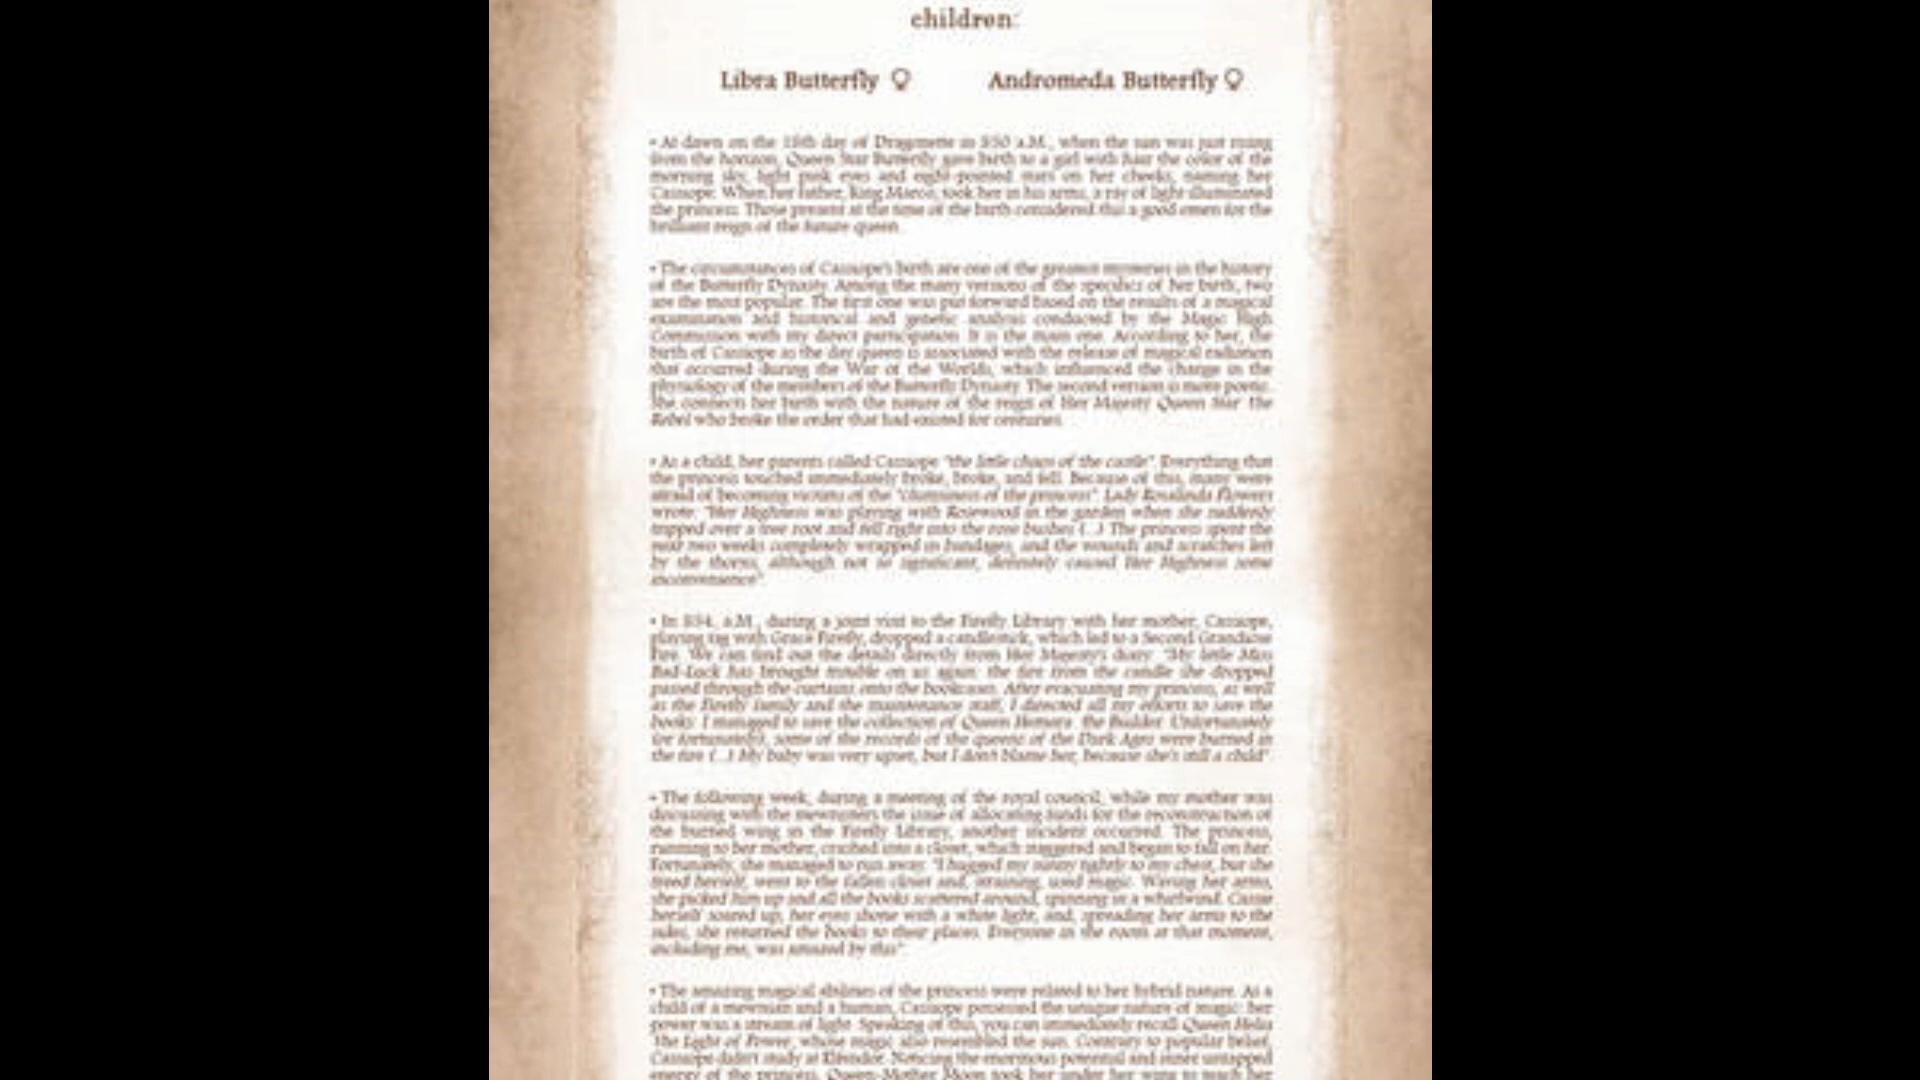 children:
Libra Butterfly ♀ Andromeda Butterfly ♀
• At dawn on the 18th day of Dragonette in 850 a.M., when the sun was just rising
from the horizon, Queen Star Butterfly gave birth to a girl with hair the color of the
morning sky, light pink eyes and eight-pointed stars on her cheeks, naming her
Cassiope. When her father, King Marco, took her in his arms, a ray of light illuminated
the princess. Those present at the time of the birth considered this a good omen for the
brilliant reign of the future queen.
• The circumstances of Cassiope's birth are one of the greatest mysteries in the history
of the Butterfly Dynasty. Among the many versions of the specifics of her birth, two
are the most popular. The first one was put forward based on the results of a magical
examination and historical and genetic analysis conducted by the Magic High
Commission with my direct participation. It is the main one. According to her, the
birth of Cassiope as the day queen is associated with the release of magical radiation
that occurred during the War of the Worlds, which influenced the change in the
physiology of the members of the Butterfly Dynasty. The second version is more poetic.
She connects her birth with the nature of the reign of Her Majesty Queen Star the
Rebel who broke the order that had existed for centuries.
• As a child, her parents called Cassiope "the little chaos of the castle". Everything that
the princess touched immediately broke, broke, and fell. Because of this, many were
afraid of becoming victims of the "clumsiness of the princess". Lady Rosalinda Flowers
wrote: "Her Highness was playing with Rosewood in the garden when she suddenly
tripped over a tree root and fell right into the rose bushes (...) The princess spent the
next two weeks completely wrapped in bandages, and the wounds and scratches left
by the thorns, although not so significant, definitely caused Her Highness some
inconvenience"
• In 854, a.M., during a joint visit to the Firefly Library with her mother, Cassiope,
playing tag with Grace Firefly, dropped a candlestick, which led to a Second Grandiose
Fire. We can find out the details directly from Her Majesty's diary: "My little Miss
Bad-Luck has brought trouble on us again: the fire from the candle she dropped
passed through the curtains onto the bookcases. After evacuating my princess, as well
as the Firefly family and the maintenance staff, I directed all my efforts to save the
books. I managed to save the collection of Queen Hemera the Builder. Unfortunately
(or fortunately), some of the records of the queens of the Dark Ages were burned in
the fire (...) My baby was very upset, but I don't blame her, because she's still a child".
• The following week, during a meeting of the royal council, while my mother was
discussing with the mewniners the issue of allocating funds for the reconstruction of
the burned wing in the Firefly Library, another incident occurred. The princess,
running to her mother, crashed into a closet, which staggered and began to fall on her.
Fortunately, she managed to run away. "I hugged my sunny tightly to my chest, but she
freed herself, went to the fallen closet and, straining, used magic. Waving her arms,
she picked him up and all the books scattered around, spinning in a whirlwind. Cassie
herself soared up, her eyes shone with a white light, and, spreading her arms to the
sides, she returned the books to their places. Everyone in the room at that moment,
including me, was amazed by this"
• The amazing magical abilities of the princess were related to her hybrid nature. As a
child of a mewman and a human, Cassiope possessed the unique nature of magic: her
power was a stream of light. Speaking of this, you can immediately recall Queen Helia
the Light of Power, whose magic also resembled the sun. Contrary to popular belief,
Cassiope didn't study at Elendor. Noticing the enormous potential and inner untapped
energy of the princess, Queen-Mother Moon took her under her wing to teach her